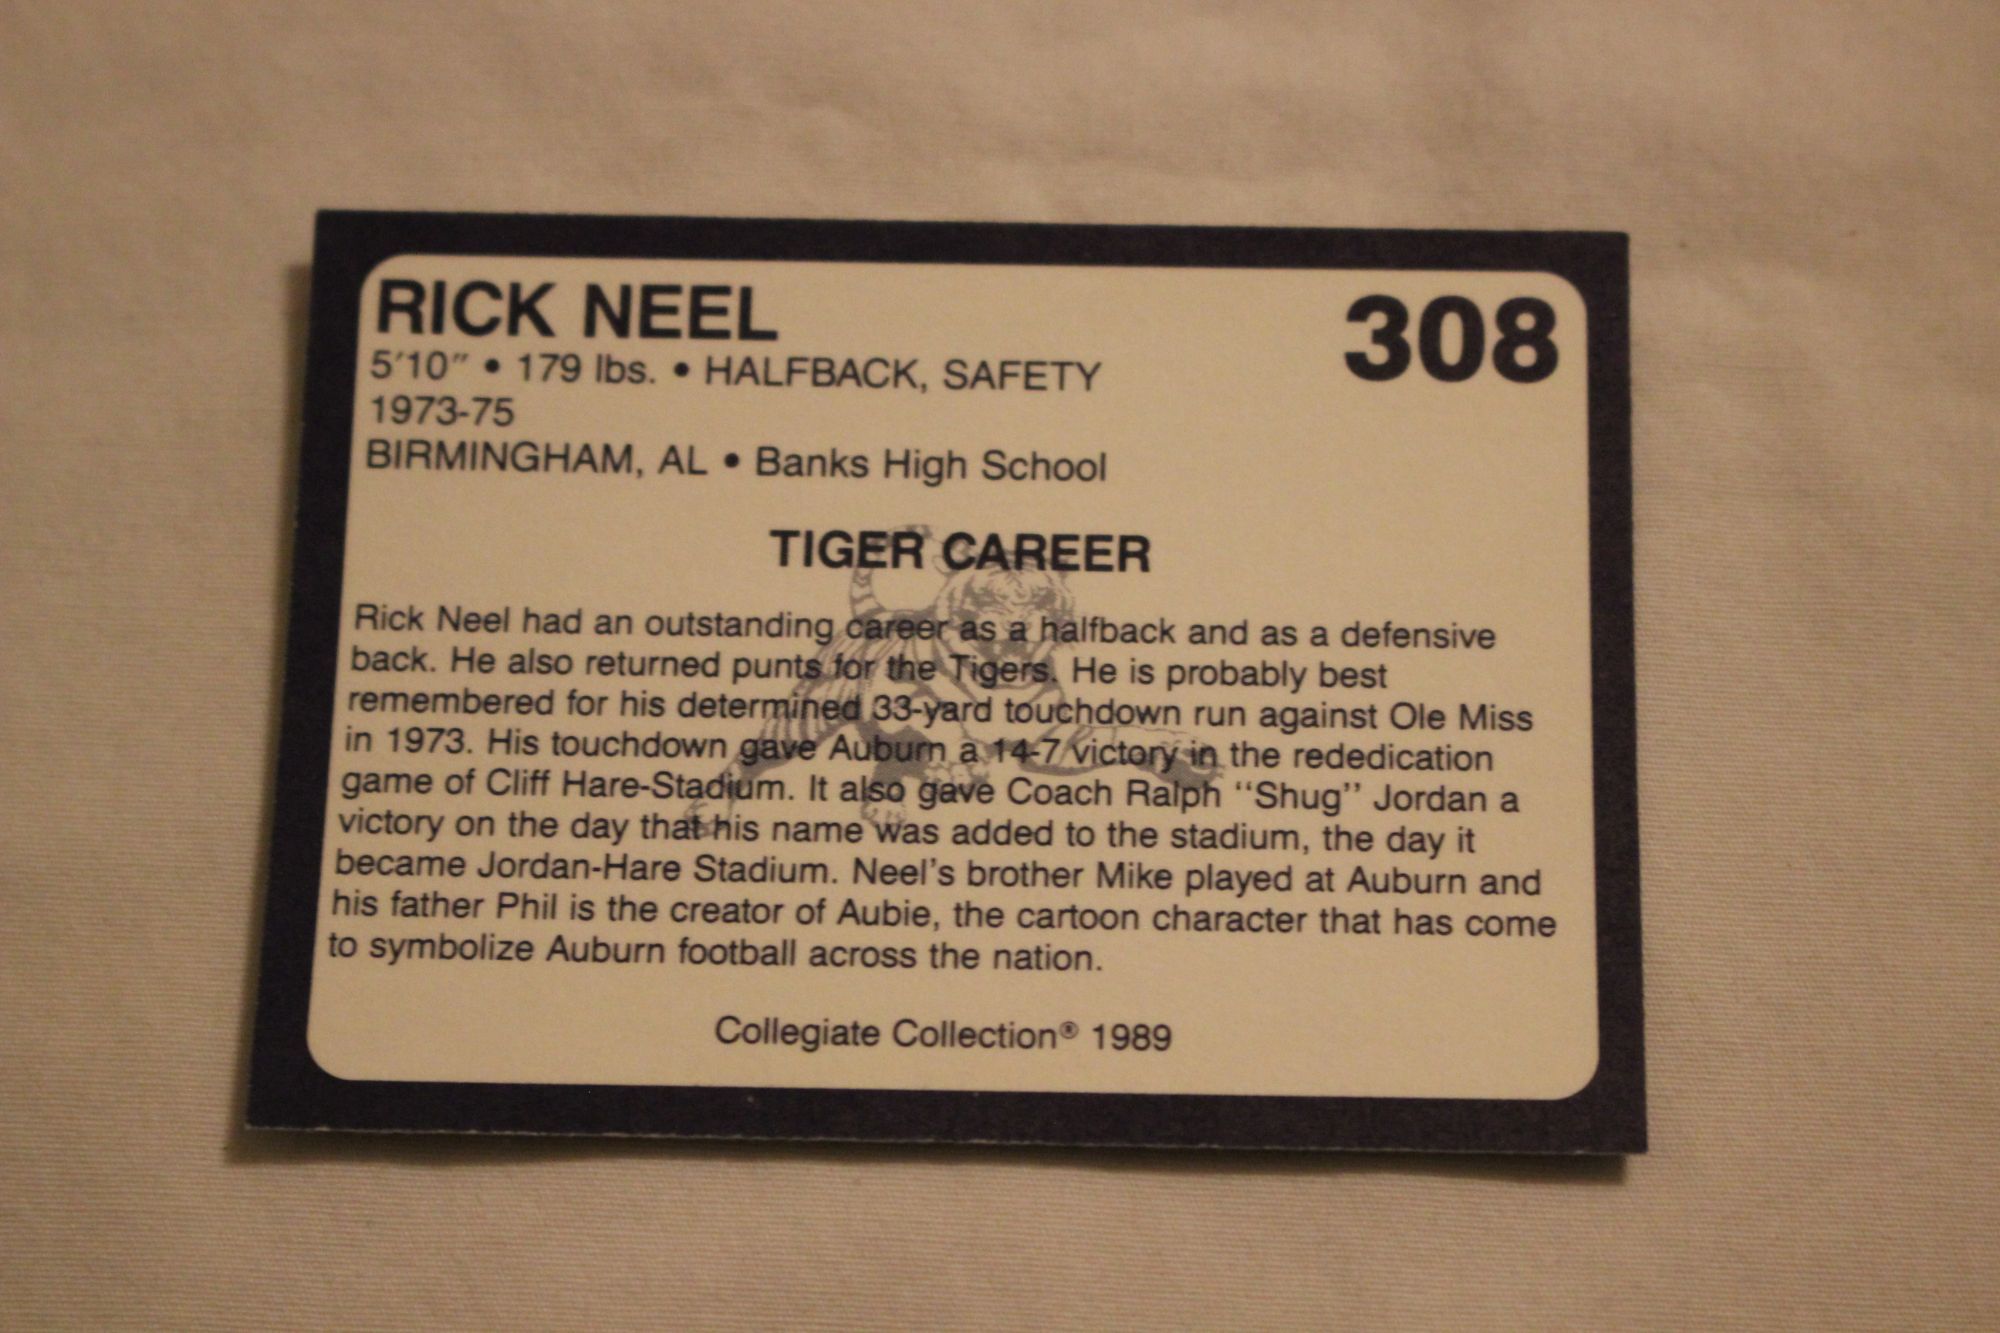 RICK NEEL
308
5'10" • 179 lbs. • HALFBACK, SAFETY
1973-75
BIRMINGHAM, AL • Banks High School
TIGER CAREER
Rick Neel had an outstanding career as a halfback and as a defensive
back. He also returned punts for the Tigers. He is probably best
remembered for his determined 33-yard touchdown run against Ole Miss
in 1973. His touchdown gave Auburn a 14-7 victory in the rededication
game of Cliff Hare-Stadium. It also gave Coach Ralph "Shug" Jordan a
victory on the day that his name was added to the stadium, the day it
became Jordan-Hare Stadium. Neel's brother Mike played at Auburn and
his father Phil is the creator of Aubie, the cartoon character that has come
to symbolize Auburn football across the nation.
Collegiate Collection® 1989